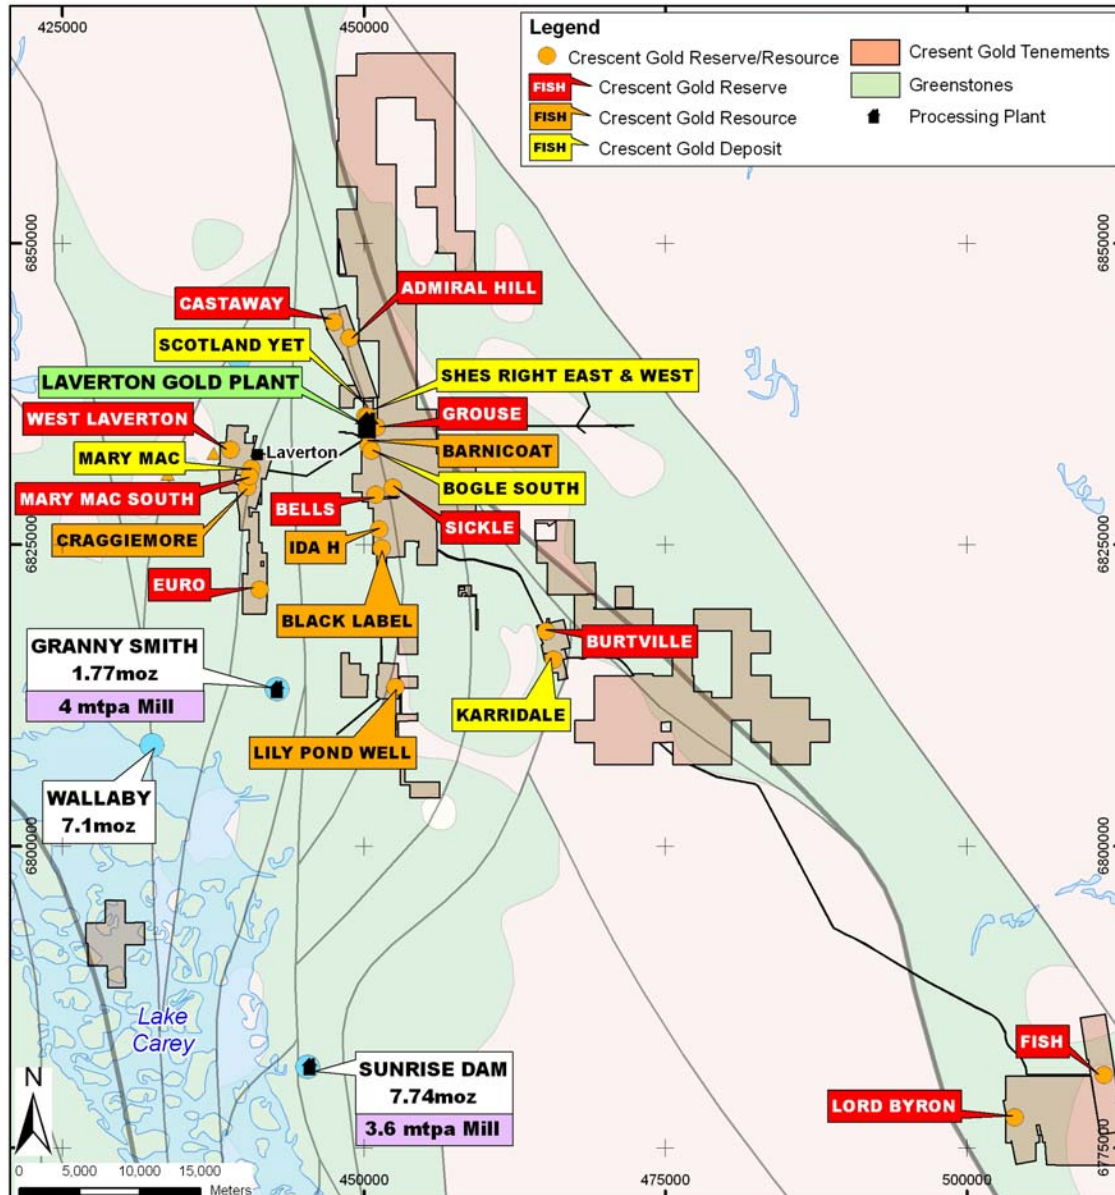 425000
450000
Legend
Crescent Gold Reserve/Resource
FISH Crescent Gold Reserve
FISH Crescent Gold Resource
FISH Crescent Gold Deposit
Cresent Gold Tenements
Greenstones
Processing Plant
6850000
6850000
CASTAWAY
ADMIRAL HILL
SCOTLAND YET
SHES RIGHT EAST & WEST
LAVERTON GOLD PLANT
WEST LAVERTON
GROUSE
Laverton
BARNICOAT
MARY MAC
BOGLE SOUTH
MARY MAC SOUTH
BELLS
SICKLE
CRAGGIEMORE
IDA H
6825000
6825000
EURO
BLACK LABEL
BURTVILLE
GRANNY SMITH
1.77moz
4 mtpa Mill
KARRIDALE
LILY POND WELL
WALLABY
7.1moz
6800000
6800000
Lake
Carey
FISH
SUNRISE DAM
7.74moz
3.6 mtpa Mill
LORD BYRON
N
6775000
0 5,000 10,000 15,000
Meters
450000
475000
500000